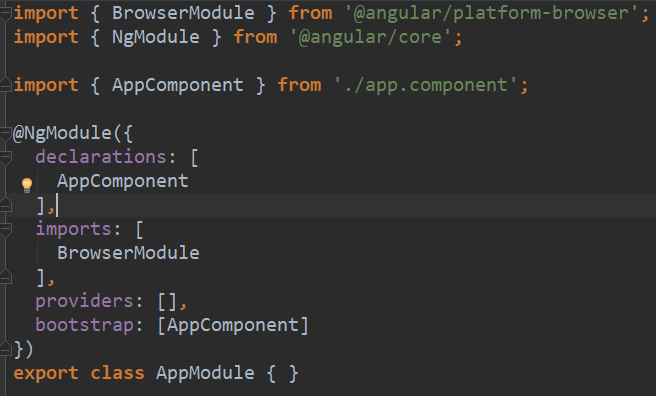 import { BrowserModule } from '@angular/platform-browser';
import { NgModule } from '@angular/core';
import { AppComponent } from './app.component';
@NgModule({
declarations: [
AppComponent
],
imports: [
BrowserModule
],
providers: [],
bootstrap: [AppComponent]
})
export class AppModule { }